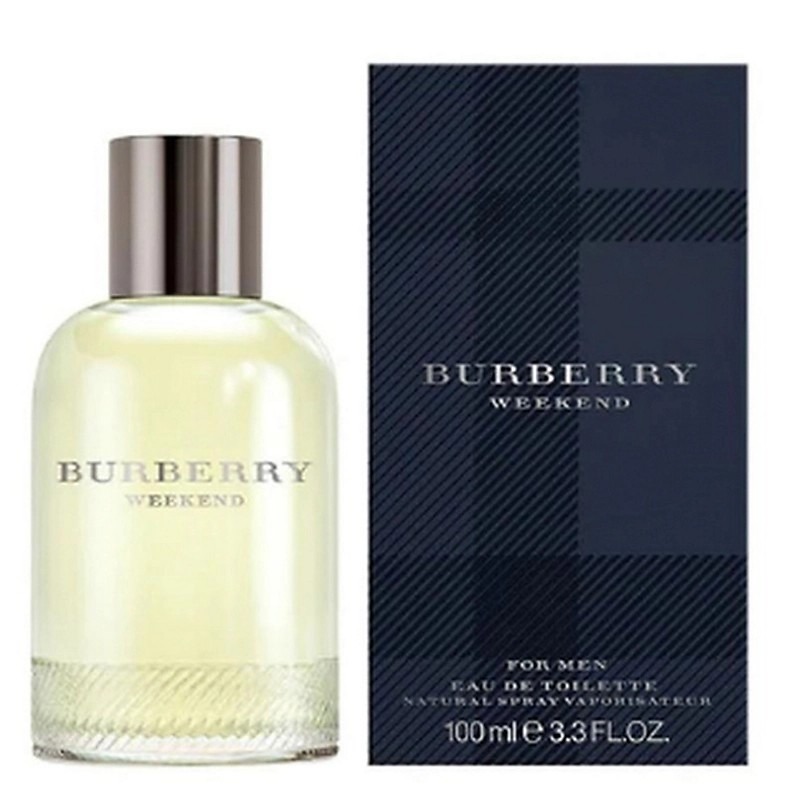 BURBERRY
WEEKEND
BURBERRY
WEEKEND
FOR MEN
EAU DE TOILETTE
NATURAL SPRAY VAPORISATEUR
100 ml e 3.3 FL.OZ.